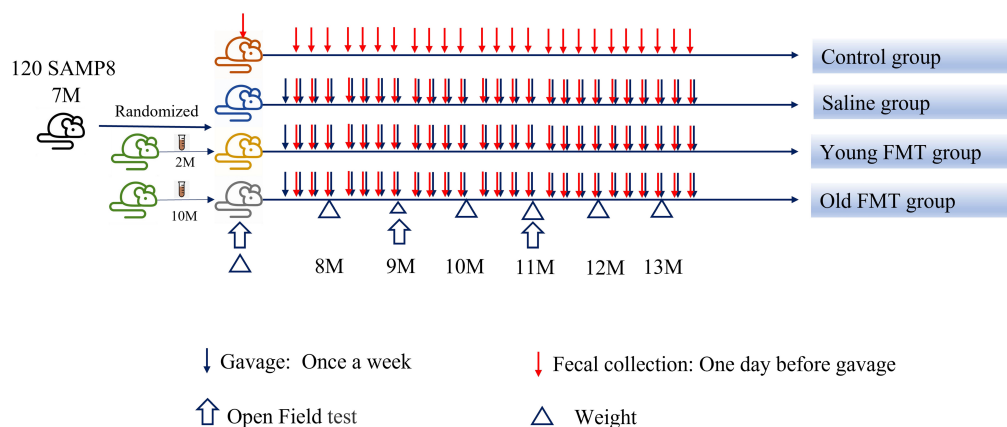 120 SAMP8
7M
Randomized
2M
10M
Control group
Saline group
Young FMT group
Old FMT group
8M
9M
10M
11M
12M
13M
Gavage: Once a week
Fecal collection: One day before gavage
Open Field test
Weight